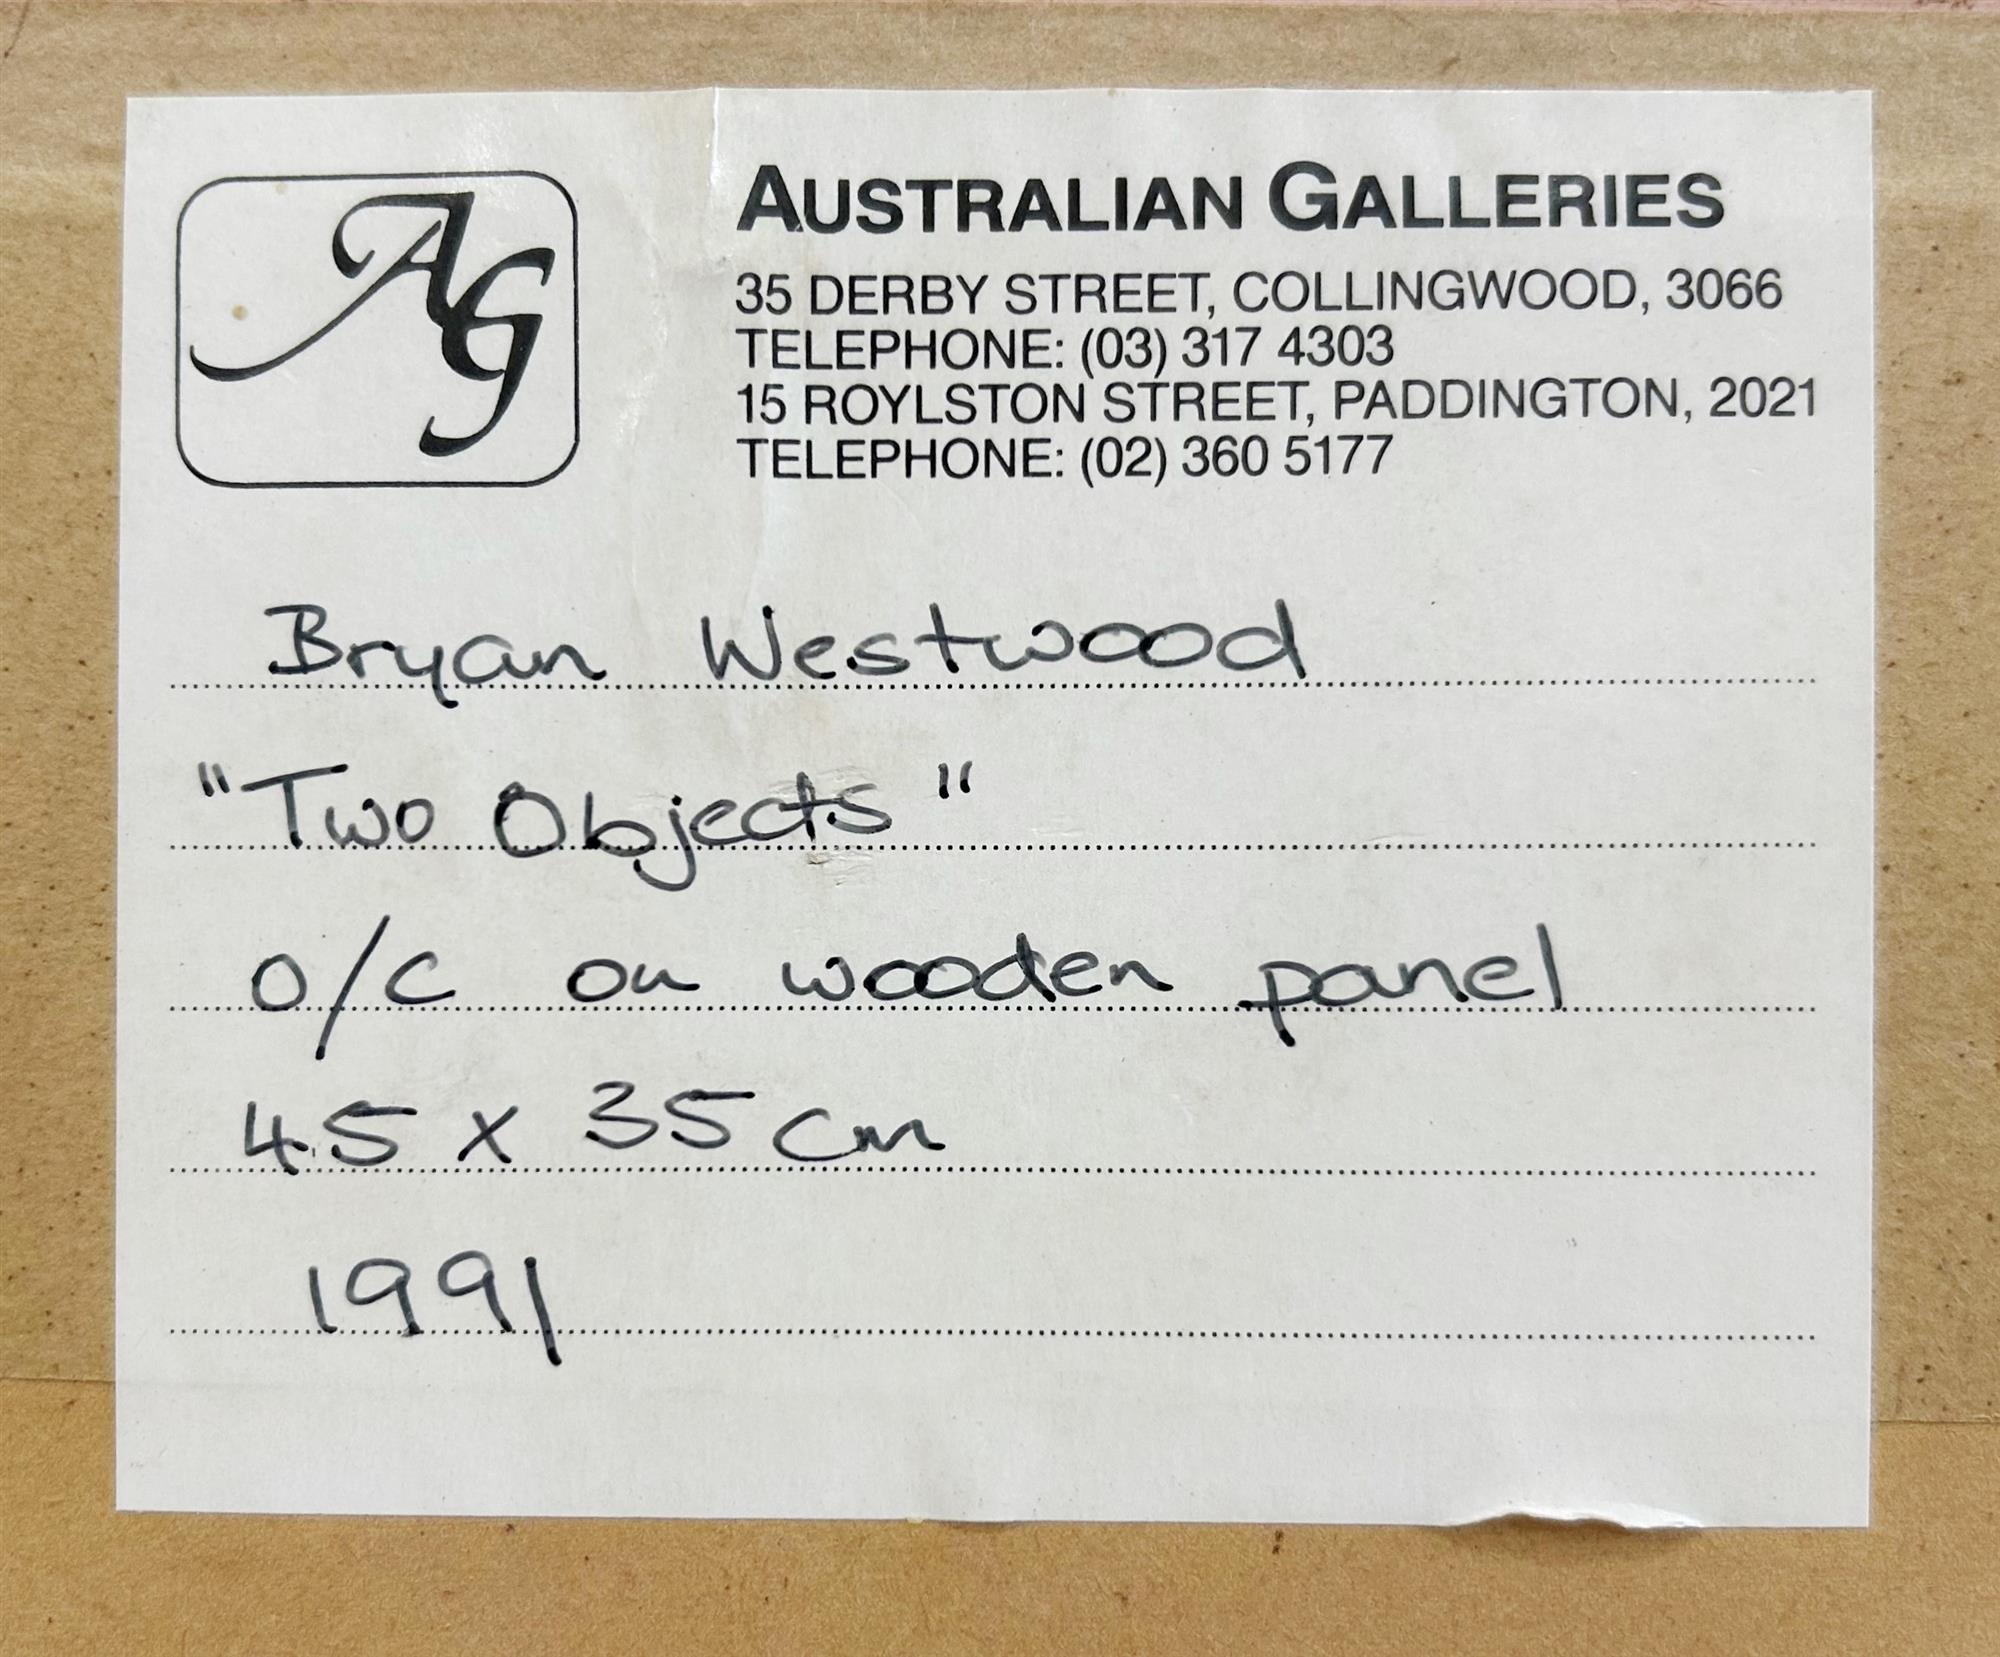 AG
AUSTRALIAN GALLERIES
35 DERBY STREET, COLLINGWOOD, 3066
TELEPHONE: (03) 317 4303
15 ROYLSTON STREET, PADDINGTON, 2021
TELEPHONE: (02) 360 5177
Bryan Westwood
"Two Objects"
O/C on wooden panel
45 x 35 cm
1991